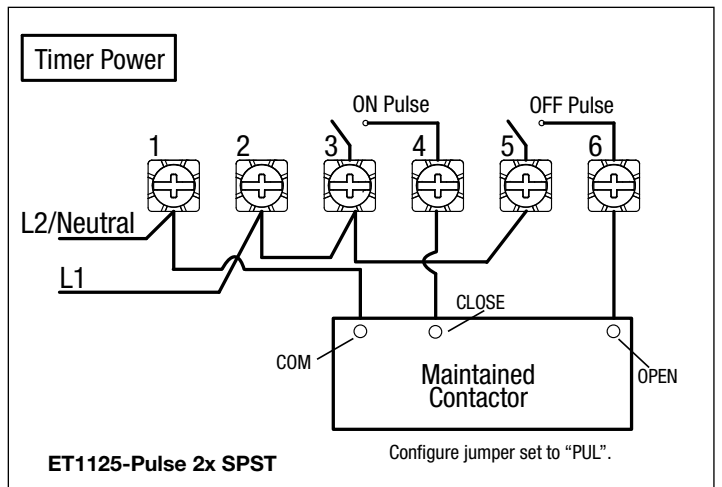 Timer Power
ON Pulse
OFF Pulse
1
2
3
4
5
6
L2/Neutral
L1
CLOSE
COM
Maintained
Contactor
OPEN
ET1125-Pulse 2x SPST
Configure jumper set to “PUL”.